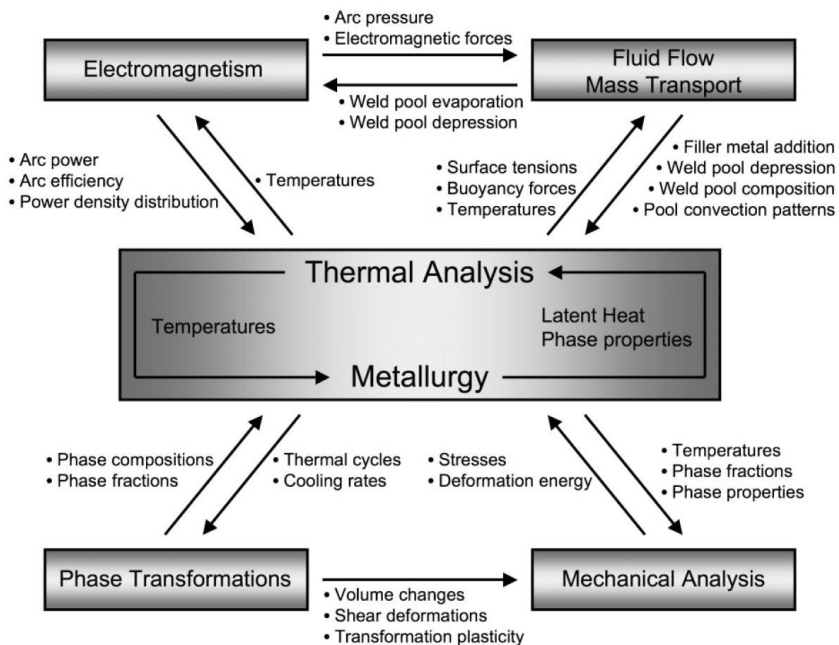 • Arc pressure
• Electromagnetic forces
Electromagnetism
Fluid Flow
Mass Transport
• Weld pool evaporation
• Weld pool depression
• Arc power
• Arc efficiency
• Power density distribution
• Temperatures
• Surface tensions
• Buoyancy forces
• Temperatures
• Filler metal addition
• Weld pool depression
• Weld pool composition
• Pool convection patterns
Thermal Analysis
Temperatures
Latent Heat
Phase properties
Metallurgy
• Phase compositions
• Phase fractions
• Thermal cycles
• Cooling rates
• Stresses
• Deformation energy
• Temperatures
• Phase fractions
• Phase properties
Phase Transformations
Mechanical Analysis
• Volume changes
• Shear deformations
• Transformation plasticity